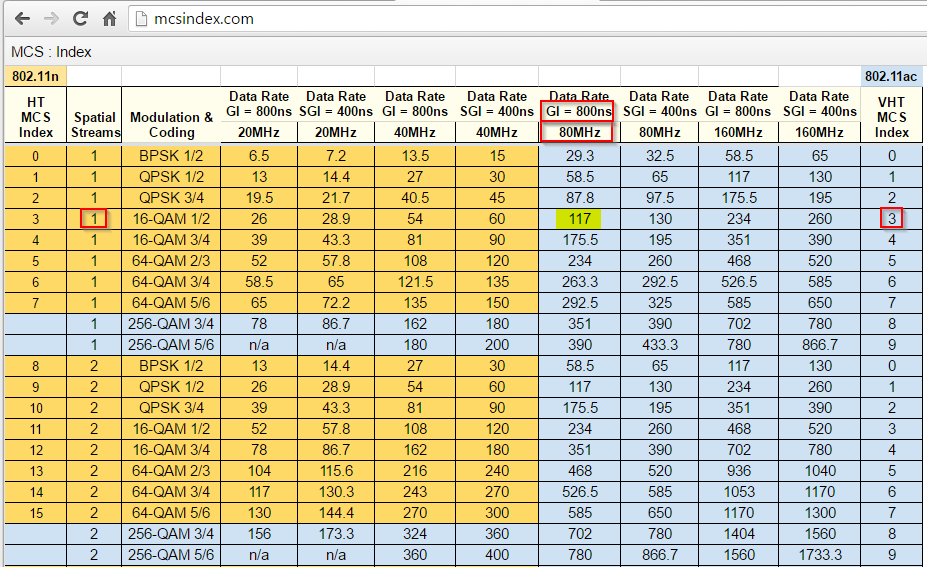 mcsindex.com
MCS : Index
802.11n 802.11ac
HT MCS Index Spatial Streams Modulation & Coding Data Rate GI = 800ns Data Rate SGI = 400ns Data Rate GI = 800ns Data Rate SGI = 400ns Data Rate GI = 800ns Data Rate SGI = 400ns Data Rate GI = 800ns Data Rate SGI = 400ns VHT MCS Index
20MHz 20MHz 40MHz 40MHz 80MHz 80MHz 160MHz 160MHz
0 1 BPSK 1/2 6.5 7.2 13.5 15 29.3 32.5 58.5 65 0
1 1 QPSK 1/2 13 14.4 27 30 58.5 65 117 130 1
2 1 QPSK 3/4 19.5 21.7 40.5 45 87.8 97.5 175.5 195 2
3 1 16-QAM 1/2 26 28.9 54 60 117 130 234 260 3
4 1 16-QAM 3/4 39 43.3 81 90 175.5 195 351 390 4
5 1 64-QAM 2/3 52 57.8 108 120 234 260 468 520 5
6 1 64-QAM 3/4 58.5 65 121.5 135 263.3 292.5 526.5 585 6
7 1 64-QAM 5/6 65 72.2 135 150 292.5 325 585 650 7
1 256-QAM 3/4 78 86.7 162 180 351 390 702 780 8
1 256-QAM 5/6 n/a n/a 180 200 390 433.3 780 866.7 9
8 2 BPSK 1/2 13 14.4 27 30 58.5 65 117 130 0
9 2 QPSK 1/2 26 28.9 54 60 117 130 234 260 1
10 2 QPSK 3/4 39 43.3 81 90 175.5 195 351 390 2
11 2 16-QAM 1/2 52 57.8 108 120 234 260 468 520 3
12 2 16-QAM 3/4 78 86.7 162 180 351 390 702 780 4
13 2 64-QAM 2/3 104 115.6 216 240 468 520 936 1040 5
14 2 64-QAM 3/4 117 130.3 243 270 526.5 585 1053 1170 6
15 2 64-QAM 5/6 130 144.4 270 300 585 650 1170 1300 7
2 256-QAM 3/4 156 173.3 324 360 702 780 1404 1560 8
2 256-QAM 5/6 n/a n/a 360 400 780 866.7 1560 1733.3 9